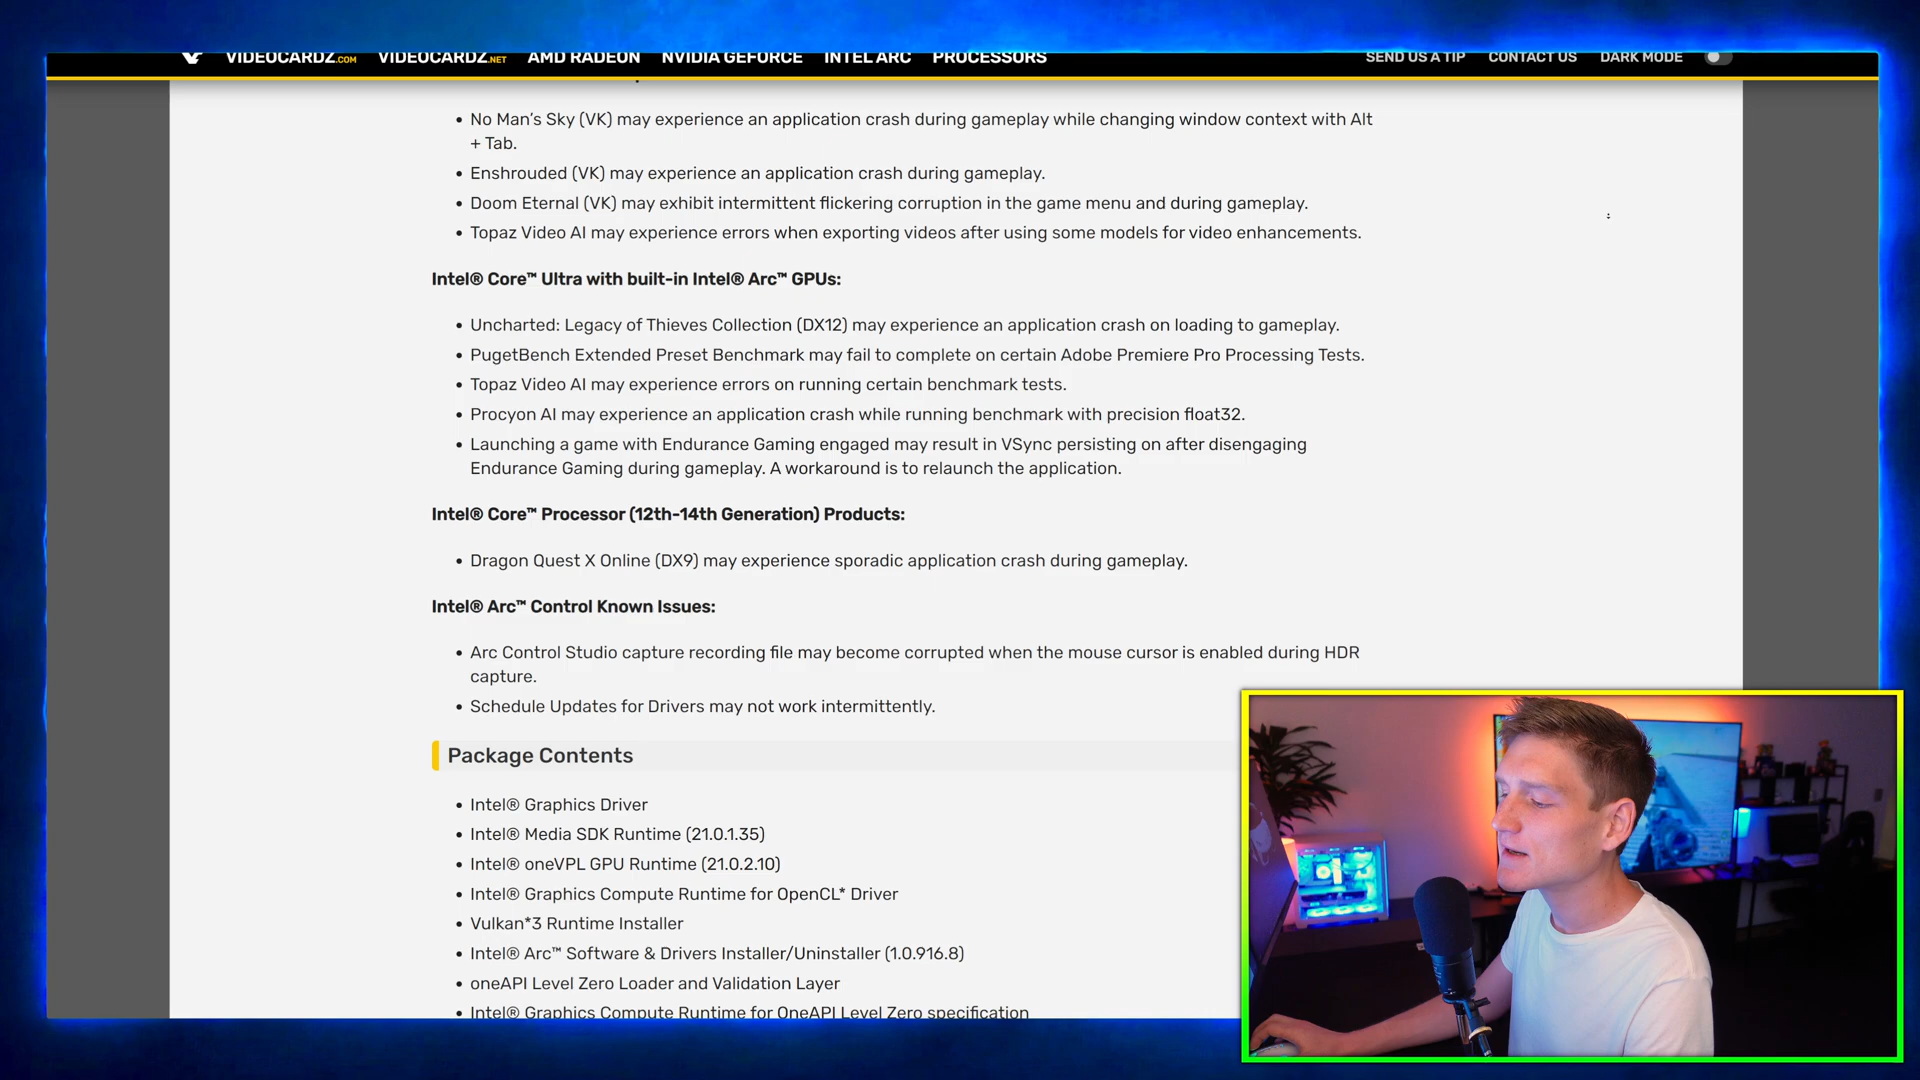 VIDEOCARDZ.COM VIDEOCARDZ.NET AMD RADEON NVIDIA GEFORCE INTEL ARC PROCESSORS SEND US A TIP CONTACT US DARK MODE
• No Man's Sky (VK) may experience an application crash during gameplay while changing window context with Alt
+ Tab.
• Enshrouded (VK) may experience an application crash during gameplay.
• Doom Eternal (VK) may exhibit intermittent flickering corruption in the game menu and during gameplay.
• Topaz Video AI may experience errors when exporting videos after using some models for video enhancements.
Intel® Core™ Ultra with built-in Intel® Arc™ GPUs:
• Uncharted: Legacy of Thieves Collection (DX12) may experience an application crash on loading to gameplay.
• PugetBench Extended Preset Benchmark may fail to complete on certain Adobe Premiere Pro Processing Tests.
• Topaz Video AI may experience errors on running certain benchmark tests.
• Procyon AI may experience an application crash while running benchmark with precision float32.
• Launching a game with Endurance Gaming engaged may result in VSync persisting on after disengaging
Endurance Gaming during gameplay. A workaround is to relaunch the application.
Intel® Core™ Processor (12th-14th Generation) Products:
• Dragon Quest X Online (DX9) may experience sporadic application crash during gameplay.
Intel® Arc™ Control Known Issues:
• Arc Control Studio capture recording file may become corrupted when the mouse cursor is enabled during HDR
capture.
• Schedule Updates for Drivers may not work intermittently.
Package Contents
• Intel® Graphics Driver
• Intel® Media SDK Runtime (21.0.1.35)
• Intel® oneVPL GPU Runtime (21.0.2.10)
• Intel® Graphics Compute Runtime for OpenCL* Driver
• Vulkan*3 Runtime Installer
• Intel® Arc™ Software & Drivers Installer/Uninstaller (1.0.916.8)
• oneAPI Level Zero Loader and Validation Layer
• Intel® Graphics Compute Runtime for OneAPI Level Zero specification